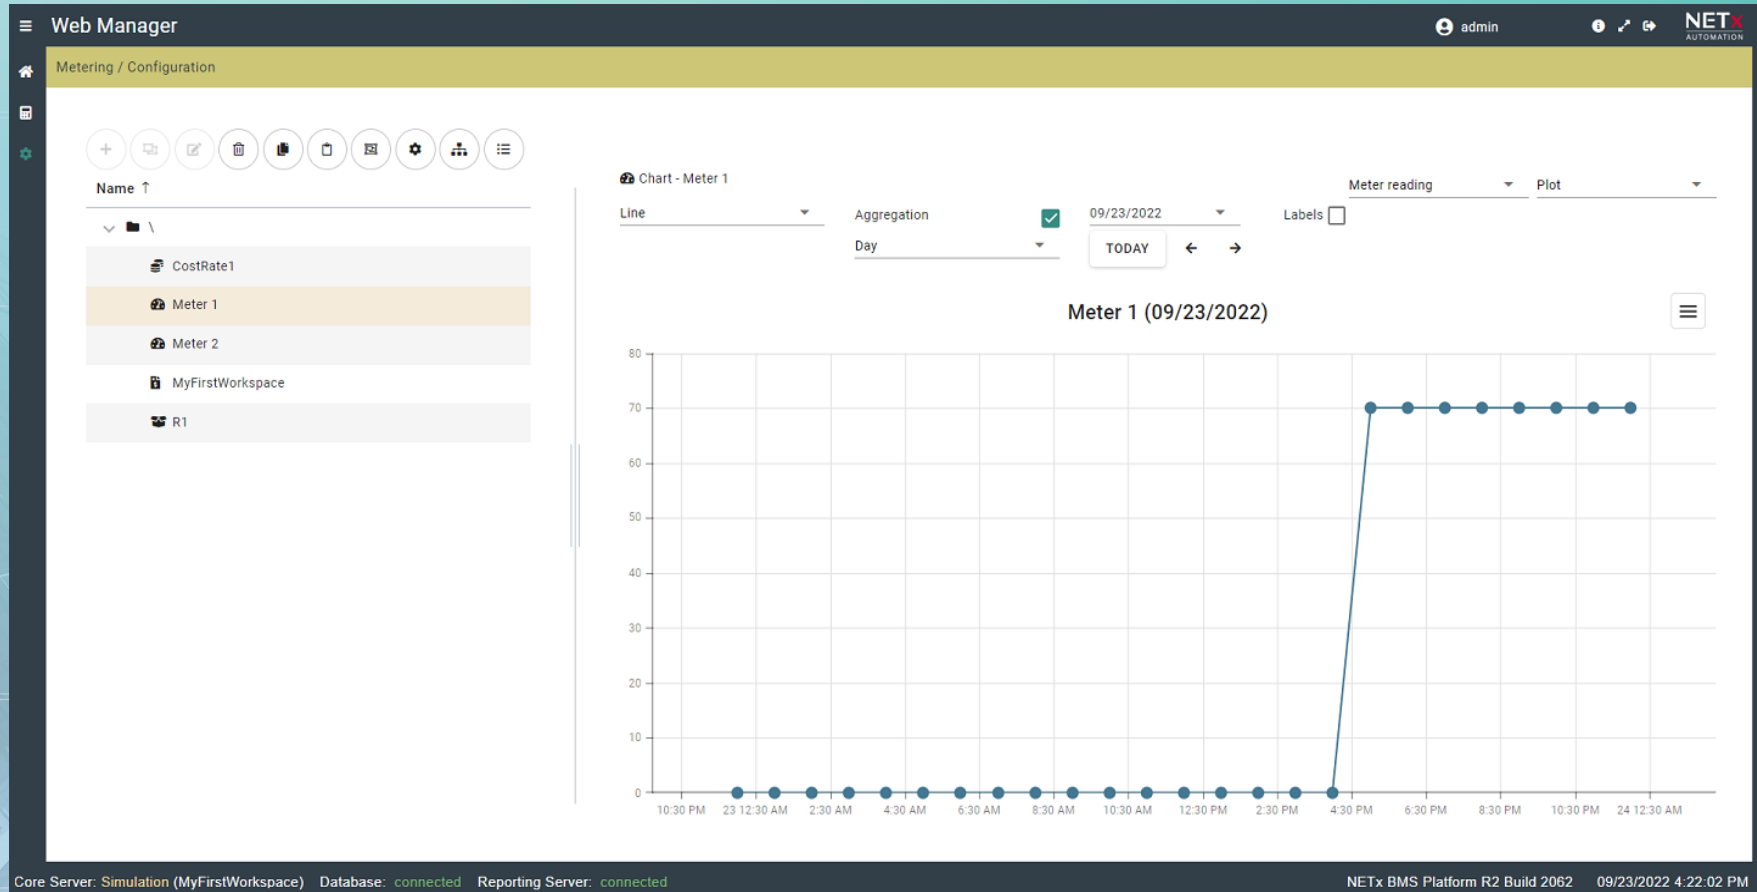 Web Manager
admin
NETx
AUTOMATION
Metering / Configuration
Name ↑
\
CostRate1
Meter 1
Meter 2
MyFirstWorkspace
R1
Chart - Meter 1
Meter reading
Plot
Line
Aggregation
09/23/2022
Labels
Day
TODAY
Meter 1 (09/23/2022)
80
70
60
50
40
30
20
10
0
10:30 PM 23 12:30 AM 2:30 AM 4:30 AM 6:30 AM 8:30 AM 10:30 AM 12:30 PM 2:30 PM 4:30 PM 6:30 PM 8:30 PM 10:30 PM 24 12:30 AM
Core Server: Simulation (MyFirstWorkspace) Database: connected Reporting Server: connected
NETx BMS Platform R2 Build 2062 09/23/2022 4:22:02 PM